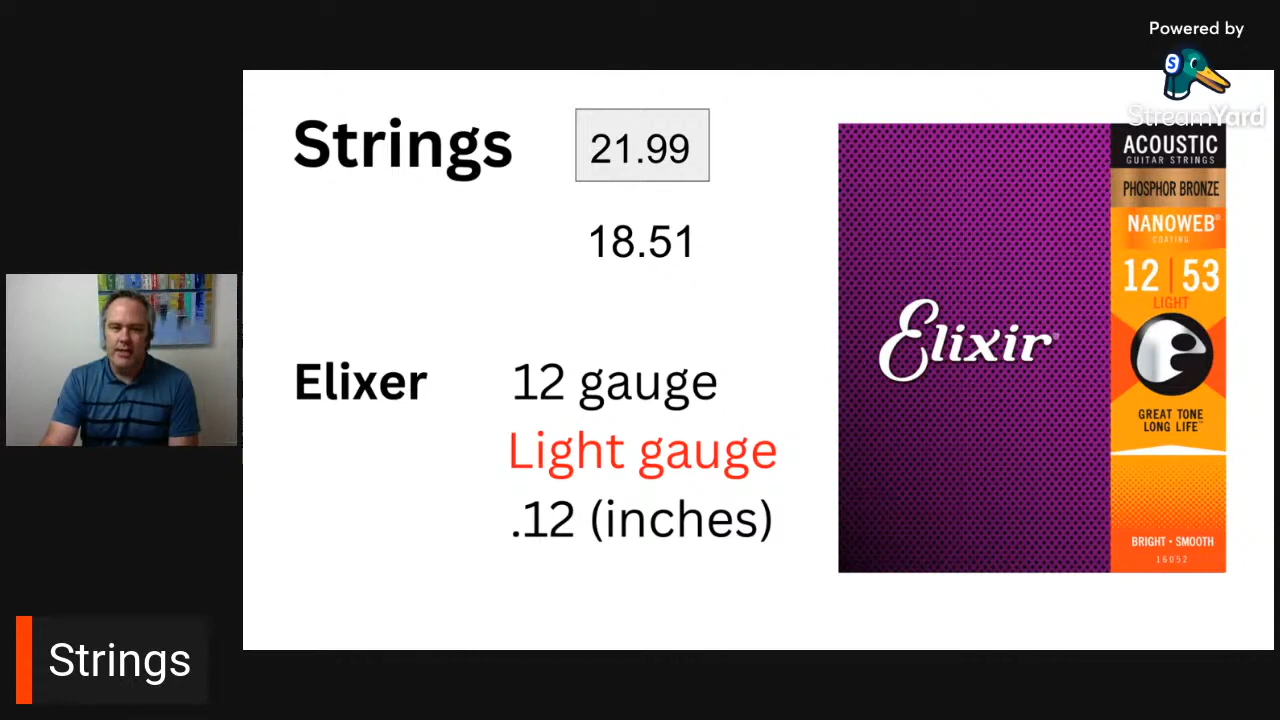 Powered by
StreamYard
Strings
21.99
18.51
Elixer
12 gauge
Light gauge
.12 (inches)
Elixir
ACOUSTIC
GUITAR STRINGS
PHOSPHOR BRONZE
NANOWEB®
COATING
12 | 53
LIGHT
GREAT TONE
LONG LIFE™
BRIGHT • SMOOTH
16052
Strings